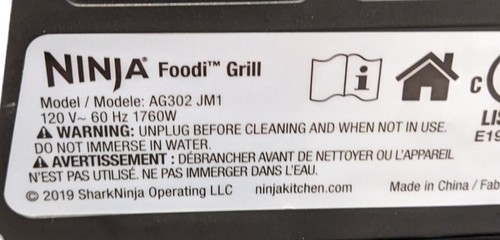 NINJA® Foodi™ Grill
Model / Modele: AG302 JM1
120 V~ 60 Hz 1760W
WARNING: UNPLUG BEFORE CLEANING AND WHEN NOT IN USE.
DO NOT IMMERSE IN WATER.
AVERTISSEMENT : DÉBRANCHER AVANT DE NETTOYER OU L'APPAREIL
N'EST PAS UTILISÉ. NE PAS IMMERGER DANS L'EAU.
© 2019 SharkNinja Operating LLC ninjakitchen.com Made in China / Fab
i
C
LIS
E19